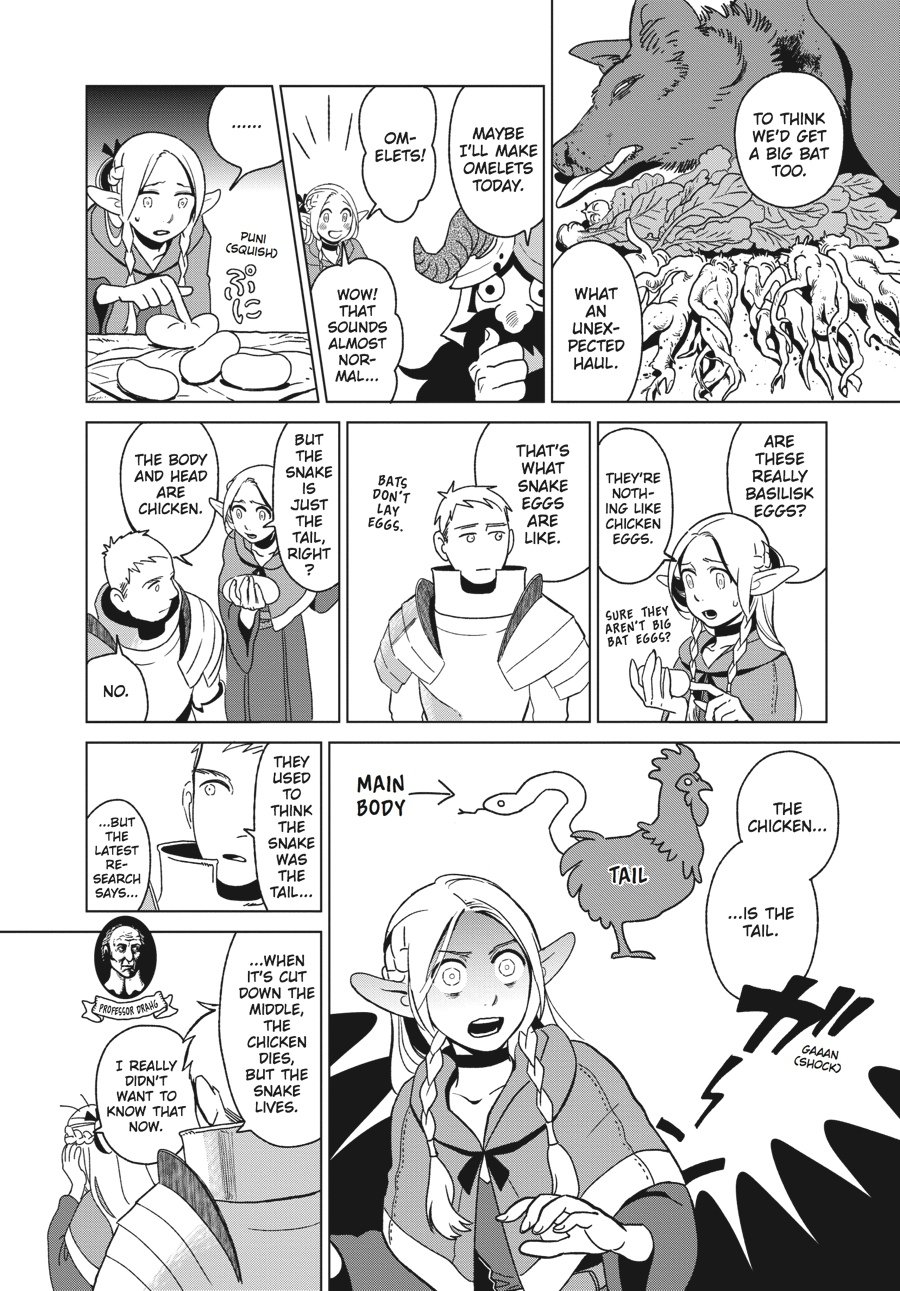 TO THINK
WE'D GET
A BIG BAT
TOO.
WHAT
AN
UNEX-
PECTED
HAUL.
MAYBE
I'LL MAKE
OMELETS
TODAY.
OM-
ELETS!
WOW!
THAT
SOUNDS
ALMOST
NOR-
MAL...
......
PUNI
(SQUISH)
ぷに
ARE
THESE
REALLY
BASILISK
EGGS?
THEY'RE
NOTH-
ING LIKE
CHICKEN
EGGS.
SURE THEY
AREN'T BIG
BAT EGGS?
THAT'S
WHAT
SNAKE
EGGS
ARE
LIKE.
BATS
DON'T
LAY
EGGS.
BUT
THE
SNAKE
IS
JUST
THE
TAIL,
RIGHT
?
THE BODY
AND HEAD
ARE
CHICKEN.
NO.
THE
CHICKEN...
...IS THE
TAIL.
MAIN
BODY
TAIL
ガーン
GAAAN
(SHOCK)
THEY
USED
TO
THINK
THE
SNAKE
WAS
THE
TAIL...
...BUT
THE
LATEST
RE-
SEARCH
SAYS...
...WHEN
IT'S CUT
DOWN THE
MIDDLE,
THE
CHICKEN
DIES,
BUT THE
SNAKE
LIVES.
PROFESSOR DRAHG
I REALLY
DIDN'T
WANT TO
KNOW THAT
NOW.